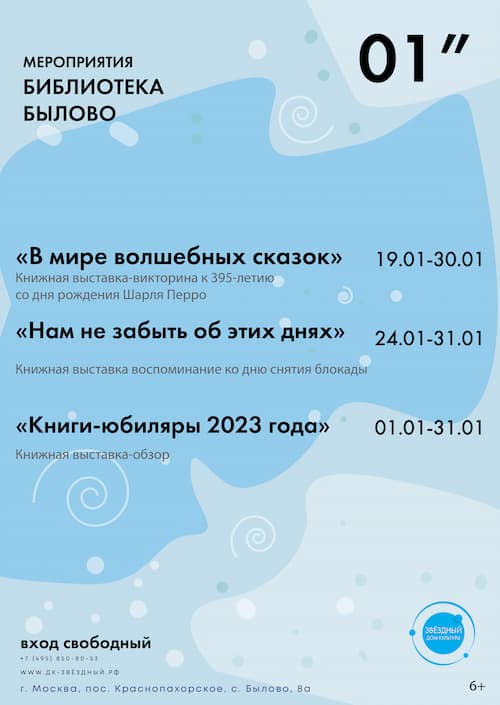 МЕРОПРИЯТИЯ
БИБЛИОТЕКА
БЫЛОВО
01”
«В мире волшебных сказок»
19.01-30.01
Книжная выставка-викторина к 395-летию
со дня рождения Шарля Перро
«Нам не забыть об этих днях»
24.01-31.01
Книжная выставка воспоминание ко дню снятия блокады
«Книги-юбиляры 2023 года»
01.01-31.01
Книжная выставка-обзор
ЗВЁЗДНЫЙ
ДОМ КУЛЬТУРЫ
вход свободный
+7 (495) 850-80-53
WWW.ДК-ЗВЁЗДНЫЙ.РФ
г. Москва, пос. Краснопахорское, с. Былово, 8а
6+